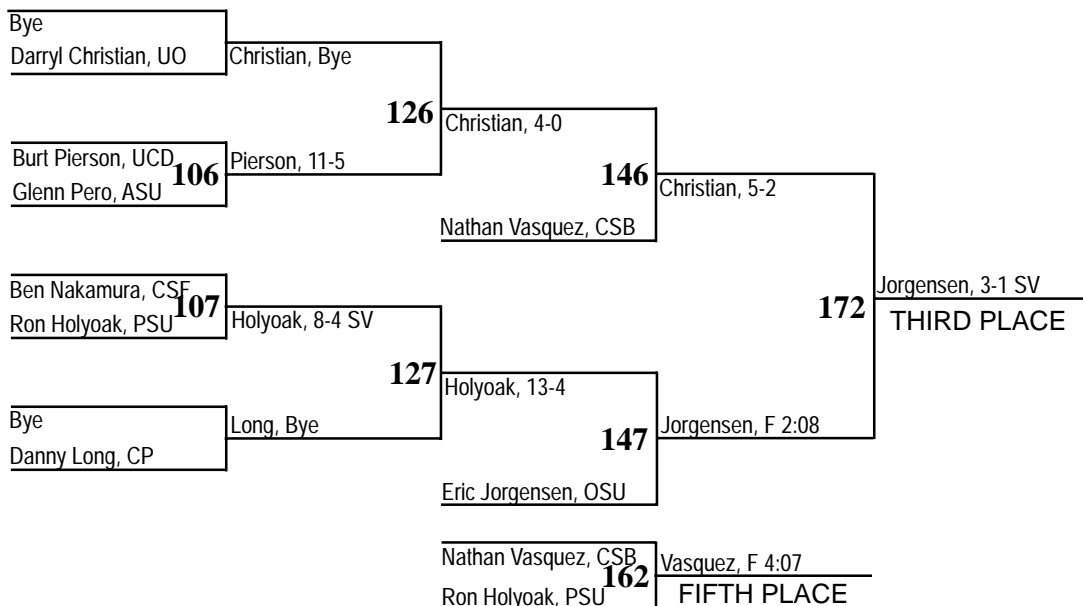 Bye
Darryl Christian, UO
Christian, Bye
126
Christian, 4-0
Burt Pierson, UCD
106
Glenn Pero, ASU
Pierson, 11-5
146
Christian, 5-2
Nathan Vasquez, CSB
Ben Nakamura, CSF
107
Ron Holyoak, PSU
Holyoak, 8-4 SV
172
Jorgensen, 3-1 SV
THIRD PLACE
127
Holyoak, 13-4
Bye
Danny Long, CP
Long, Bye
147
Jorgensen, F 2:08
Eric Jorgensen, OSU
Nathan Vasquez, CSB
162
Ron Holyoak, PSU
Vasquez, F 4:07
FIFTH PLACE